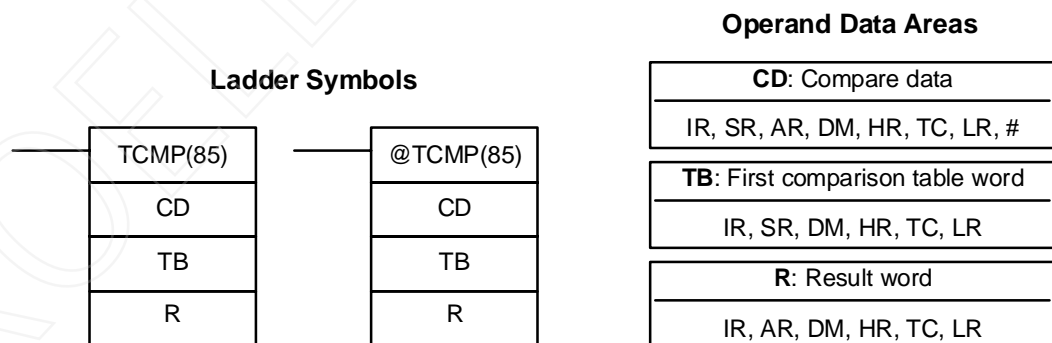 Operand Data Areas
Ladder Symbols
CD: Compare data
IR, SR, AR, DM, HR, TC, LR, #
TCMP(85)
@TCMP(85)
TB: First comparison table word
CD
CD
IR, SR, DM, HR, TC, LR
TB
TB
R: Result word
R
R
IR, AR, DM, HR, TC, LR